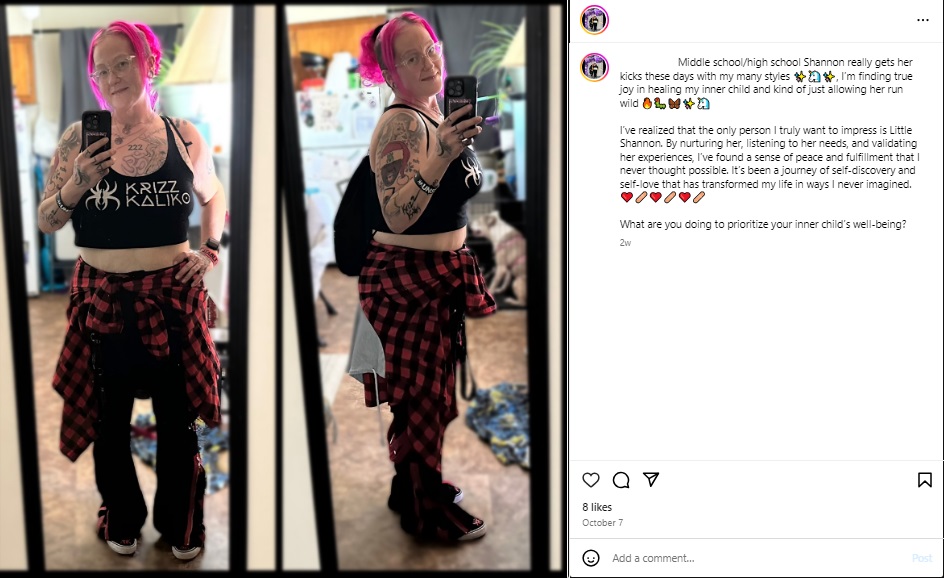 KRIZZ
KALIKO
222
Middle school/high school Shannon really gets her
kicks these days with my many styles ✨🦄✨, I'm finding true
joy in healing my inner child and kind of just allowing her run
wild 🔥🐛🦋✨🦄
I've realized that the only person I truly want to impress is Little
Shannon. By nurturing her, listening to her needs, and validating
her experiences, I've found a sense of peace and fulfillment that I
never thought possible. It's been a journey of self-discovery and
self-love that has transformed my life in ways I never imagined.
❤️🩹❤️🩹❤️🩹
What are you doing to prioritize your inner child's well-being?
2w
8 likes
October 7
Add a comment...
Post